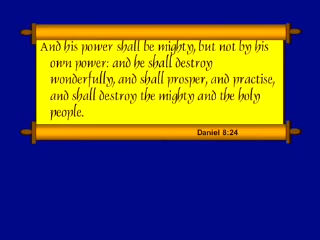 And his power shall be mighty, but not by his
own power: and he shall destroy
wonderfully, and shall prosper, and practise,
and shall destroy the mighty and the holy
people.
Daniel 8:24